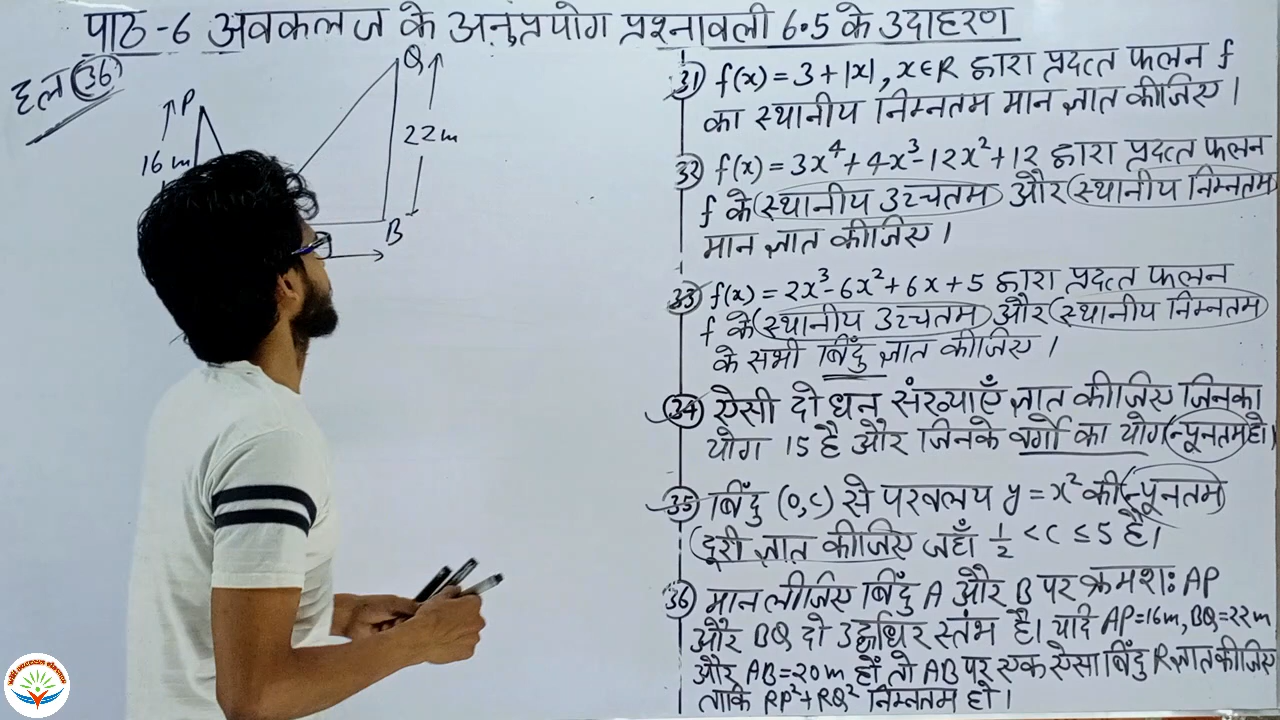 पाठ-6 अवकलज के अनुप्रयोग प्रश्नावली 6.5 के उदाहरण
हल 36
P
16 m
Q
22 m
B
31 f(x) = 3 + |x|, x ∈ R द्वारा प्रदत्त फलन f
का स्थानीय निम्नतम मान ज्ञात कीजिए।
32 f(x) = 3x⁴ + 4x³ - 12x² + 12 द्वारा प्रदत्त फलन
f के स्थानीय उच्चतम और स्थानीय निम्नतम
मान ज्ञात कीजिए।
33 f(x) = 2x³ - 6x² + 6x + 5 द्वारा प्रदत्त फलन
f के स्थानीय उच्चतम और स्थानीय निम्नतम
के सभी बिंदु ज्ञात कीजिए।
34 ऐसी दो धन संख्याएँ ज्ञात कीजिए जिनका
योग 15 है और जिनके वर्गों का योग न्यूनतम हो।
35 बिंदु (0,c) से परवलय y = x² की न्यूनतम
दूरी ज्ञात कीजिए जहाँ 1/2 < c ≤ 5 है।
36 मान लीजिए बिंदु A और B पर क्रमश: AP
और BQ दो उर्ध्वाधर स्तंभ है। यदि AP=16m, BQ=22m
और AB=20m हों तो AB पर एक ऐसा बिंदु R ज्ञात कीजिए
ताकि RP² + RQ² निम्नतम हो।